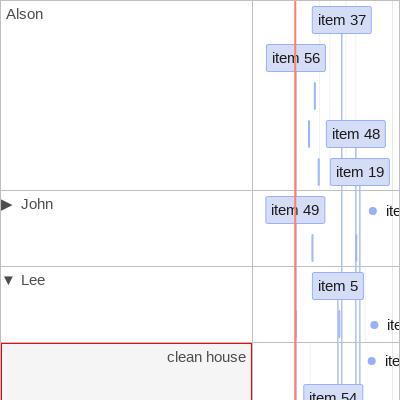 Alson
item 37
item 56
item 48
item 19
▶ John
item 49
ite
▼ Lee
item 5
ite
clean house
ite
item 54